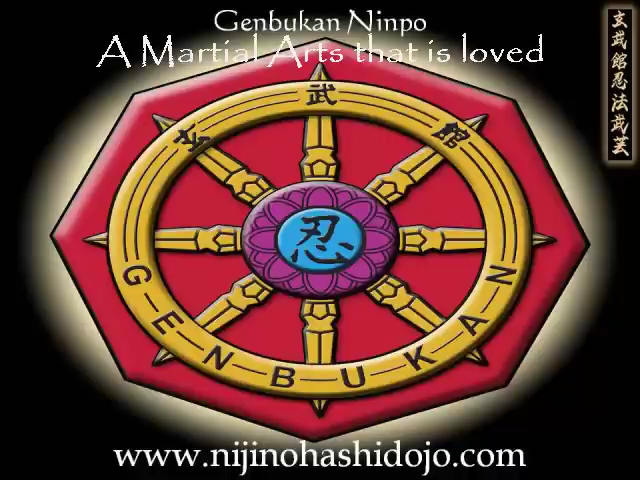 Genbukan Ninpo
A Martial Arts that is loved
玄武館忍法武芸
玄武館
忍
GENBUKAN
www.nijinohashidojo.com